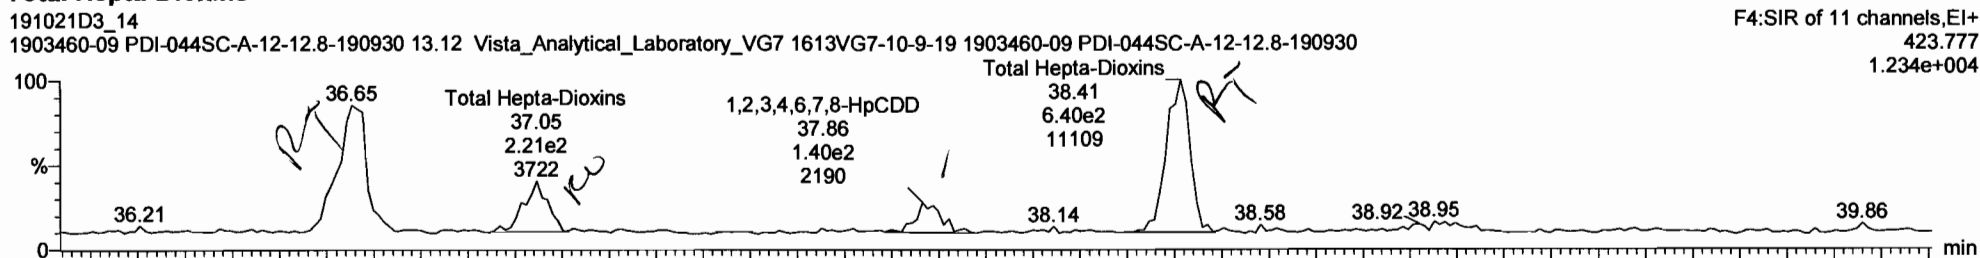 191021D3_14
F4:SIR of 11 channels,EI+
1903460-09 PDI-044SC-A-12-12.8-190930 13.12 Vista_Analytical_Laboratory_VG7 1613VG7-10-9-19 1903460-09 PDI-044SC-A-12-12.8-190930
423.777
1.234e+004
100
%
0
36.21
36.65
Total Hepta-Dioxins
37.05
2.21e2
3722
1,2,3,4,6,7,8-HpCDD
37.86
1.40e2
2190
Total Hepta-Dioxins
38.41
6.40e2
11109
38.14
38.58
38.92
38.95
39.86
min